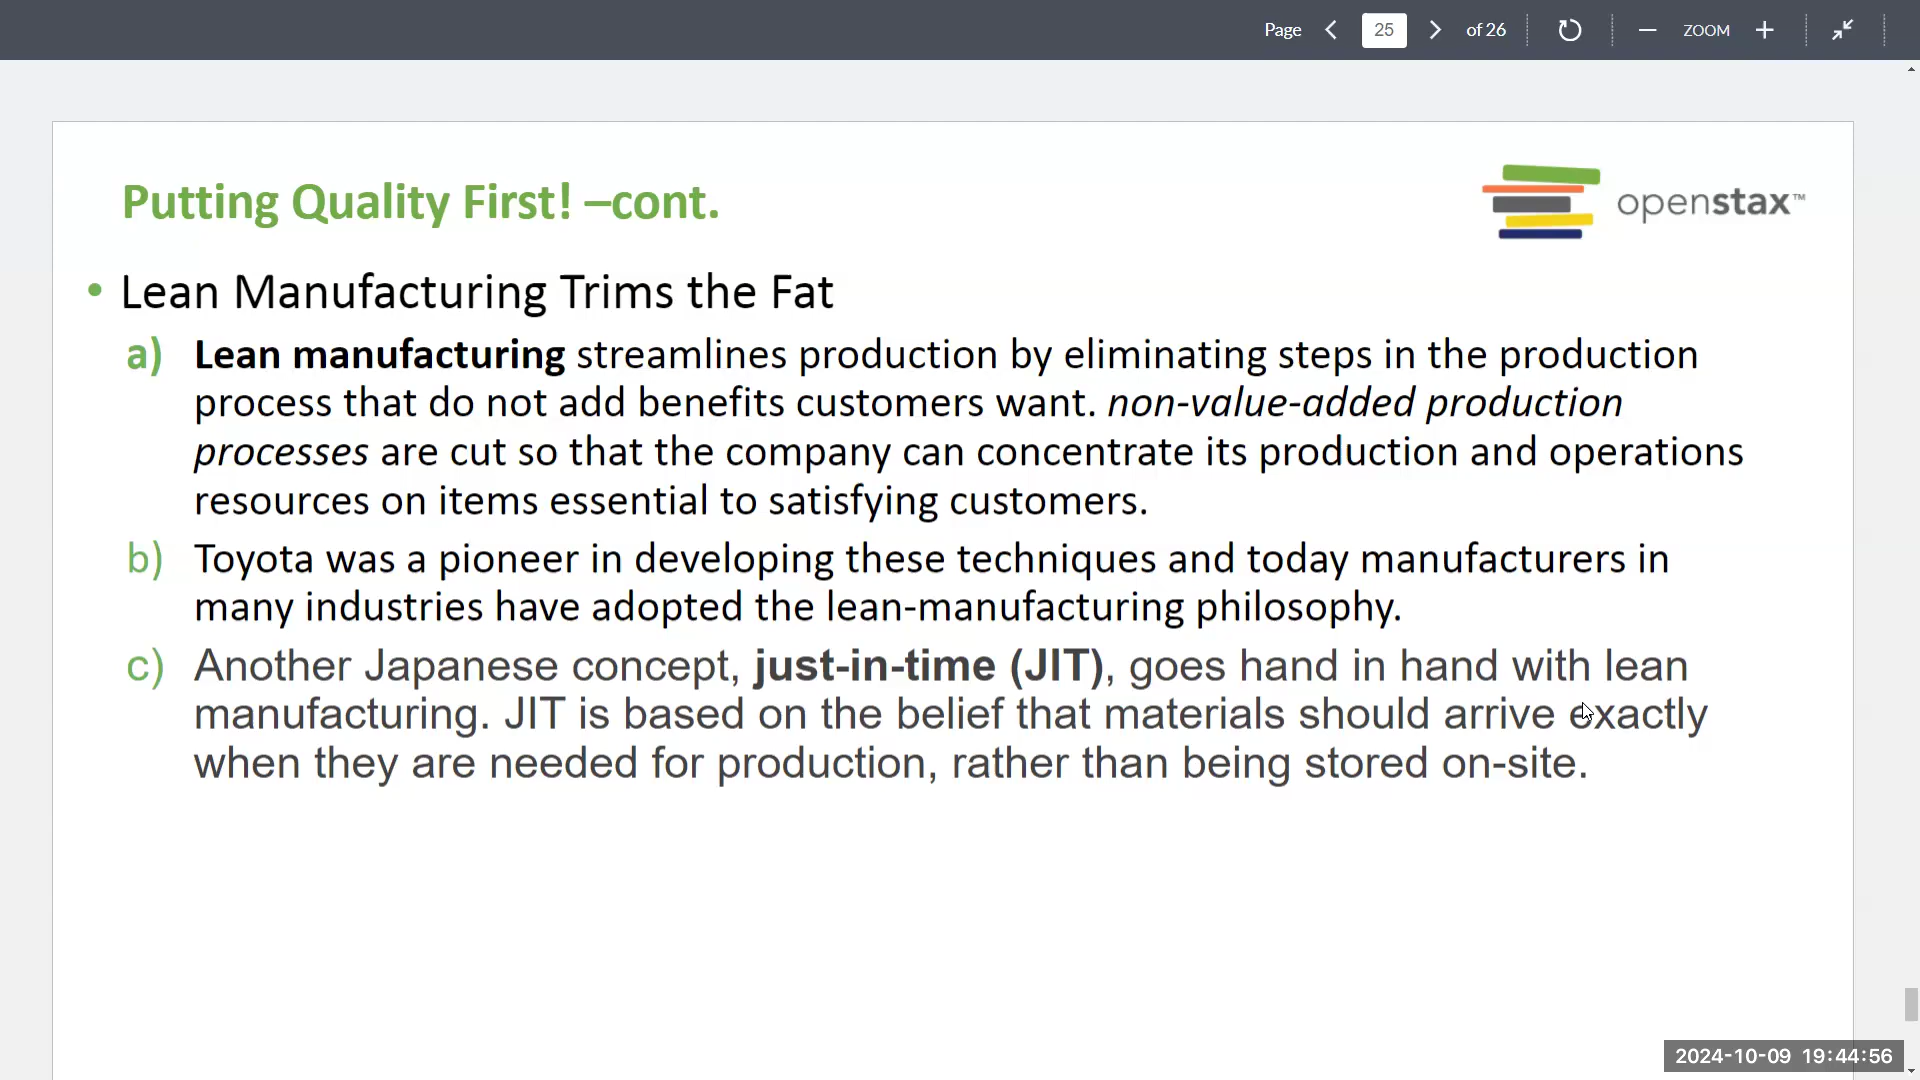 Page 25 of 26 ZOOM
Putting Quality First! –cont.
openstax™
• Lean Manufacturing Trims the Fat
a) Lean manufacturing streamlines production by eliminating steps in the production
process that do not add benefits customers want. non-value-added production
processes are cut so that the company can concentrate its production and operations
resources on items essential to satisfying customers.
b) Toyota was a pioneer in developing these techniques and today manufacturers in
many industries have adopted the lean-manufacturing philosophy.
c) Another Japanese concept, just-in-time (JIT), goes hand in hand with lean
manufacturing. JIT is based on the belief that materials should arrive exactly
when they are needed for production, rather than being stored on-site.
2024-10-09 19:44:56